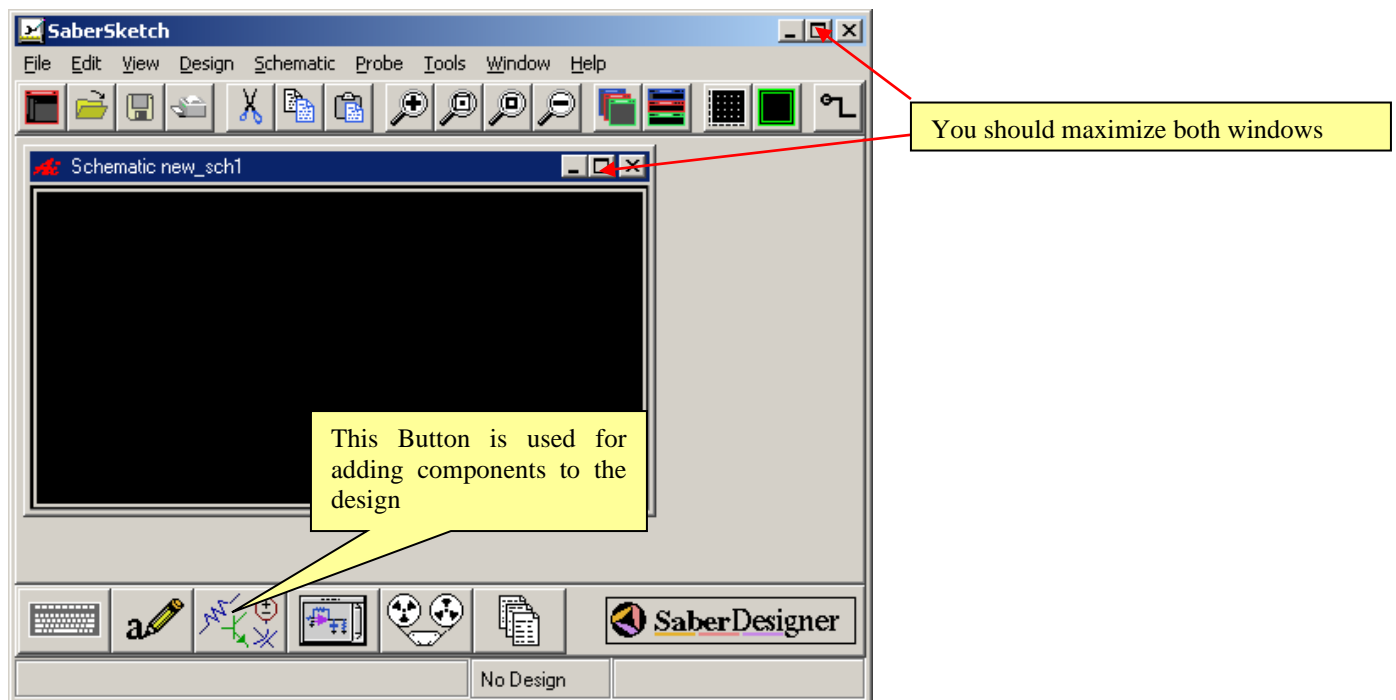 SaberSketch
File Edit View Design Schematic Probe Tools Window Help
You should maximize both windows
Schematic new_sch1
This Button is used for
adding components to the
design
a
SaberDesigner
No Design